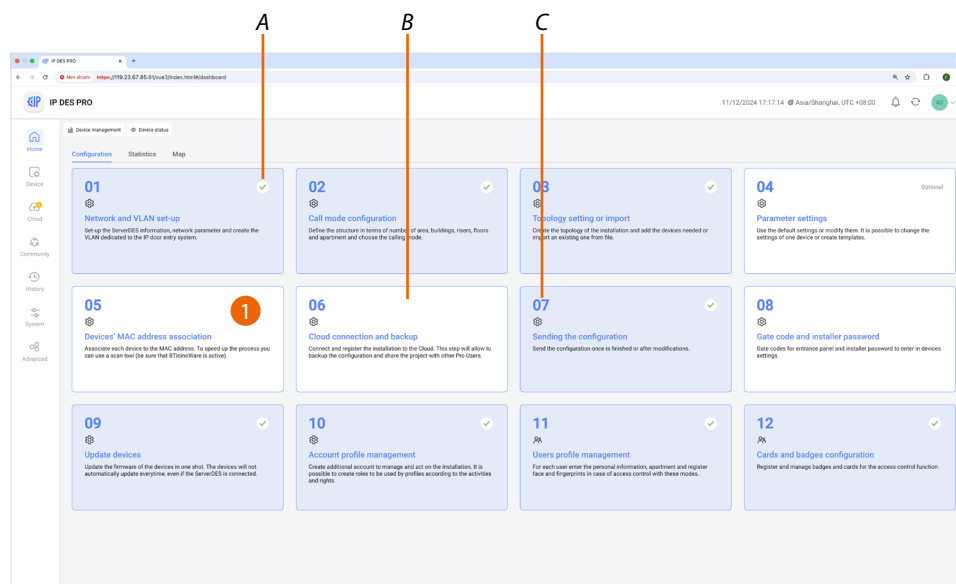 A B C
IP DES PRO
Non sicuro https://119.23.67.85:01/vue3/index.html#/dashboard
IP DES PRO
11/12/2024 17:17:14 Asia/Shanghai, UTC +08:00
All
Device management Device status
Home
Configuration Statistics Map
Device
Cloud
Community
History
System
Advanced
01
Network and VLAN set-up
Set-up the ServerDES information, network parameter and create the
VLAN dedicated to the IP door entry system.
02
Call mode configuration
Define the structure in terms of number of area, buildings, risers, floors
and apartment and choose the calling mode.
03
Topology setting or import
Create the topology of the installation and add the devices needed or
import an existing one from file.
04
Optional
Parameter settings
Use the default settings or modify them. It is possible to change the
settings of one device or create templates.
05
1
Devices' MAC address association
Associate each device to the MAC address. To speed up the process you
can use a scan tool (be sure that BTicinoWare is active).
06
Cloud connection and backup
Connect and register the installation to the Cloud. This step will allow to
backup the configuration and share the project with other Pro Users.
07
Sending the configuration
Send the configuration once is finished or after modifications.
08
Gate code and installer password
Gate codes for entrance panel and installer password to enter in devices
settings.
09
Update devices
Update the firmware of the devices in one shot. The devices will not
automatically update everytime, even if the ServerDES is connected.
10
Account profile management
Create additional account to manage and act on the installation. It is
possible to create roles to be used by profiles according to the activities
and rights.
11
Users profile management
For each user enter the personal information, apartment and register
face and fingerprints in case of access control with these modes.
12
Cards and badges configuration
Register and manage badges and cards for the access control function.